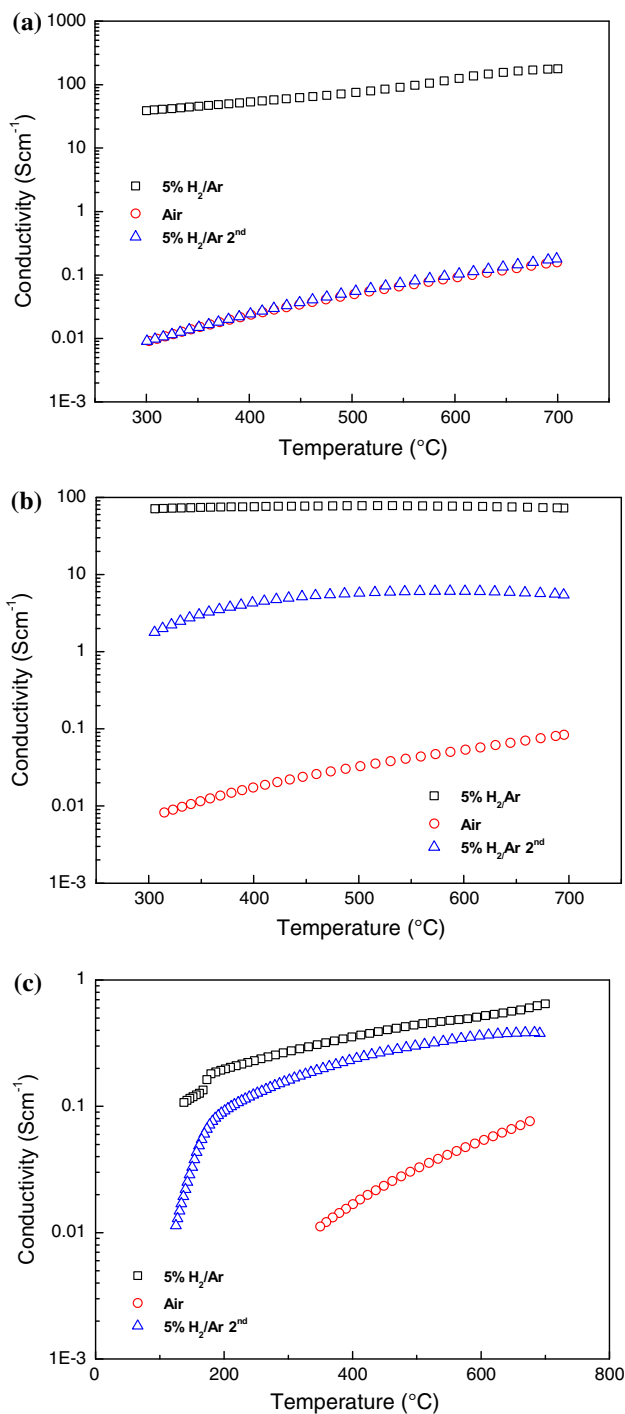 (a)
1000
100
10
1
0.1
0.01
1E-3
Conductivity (Scm⁻¹)
5% H₂/Ar
Air
5% H₂/Ar 2ⁿᵈ
300 400 500 600 700
Temperature (°C)
(b)
100
10
1
0.1
0.01
1E-3
Conductivity (Scm⁻¹)
5% H₂/Ar
Air
5% H₂/Ar 2ⁿᵈ
300 400 500 600 700
Temperature (°C)
(c)
1
0.1
0.01
1E-3
Conductivity (Scm⁻¹)
5% H₂/Ar
Air
5% H₂/Ar 2ⁿᵈ
0 200 400 600 800
Temperature (°C)